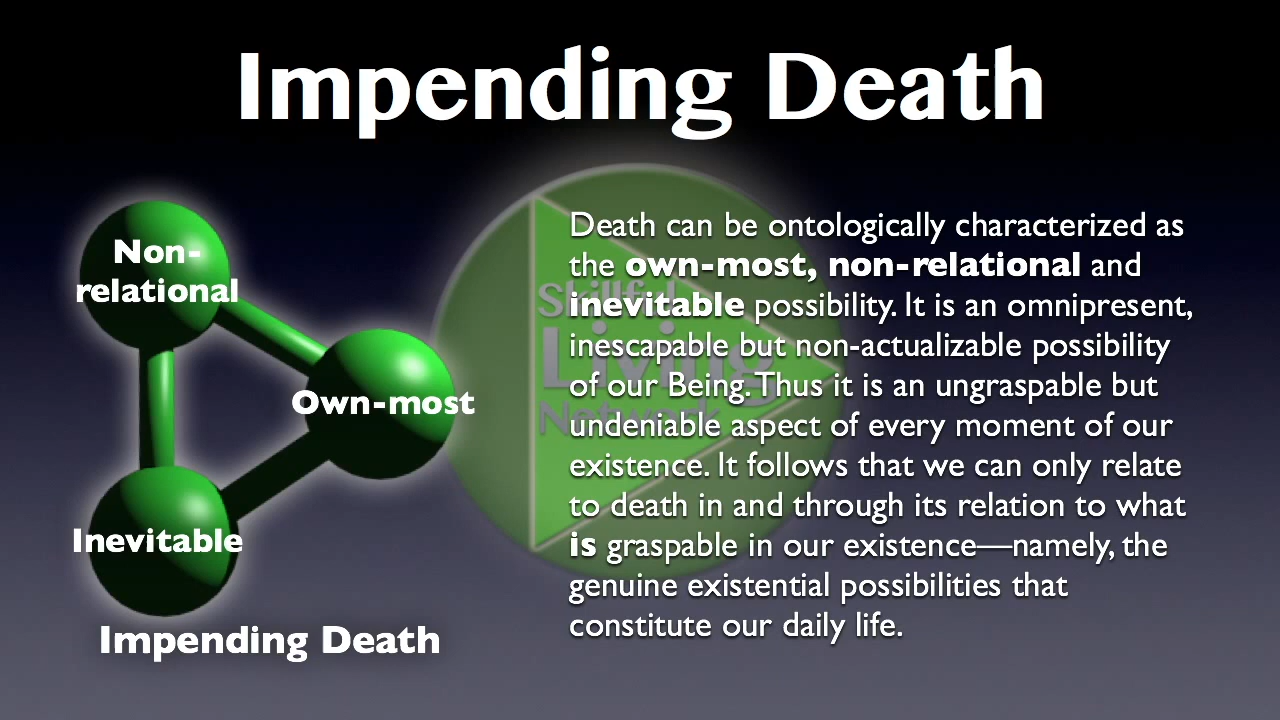 Impending Death
Non-
relational
Own-most
Inevitable
Impending Death
Death can be ontologically characterized as
the own-most, non-relational and
inevitable possibility. It is an omnipresent,
inescapable but non-actualizable possibility
of our Being. Thus it is an ungraspable but
undeniable aspect of every moment of our
existence. It follows that we can only relate
to death in and through its relation to what
is graspable in our existence—namely, the
genuine existential possibilities that
constitute our daily life.
Skillful
Living
Network